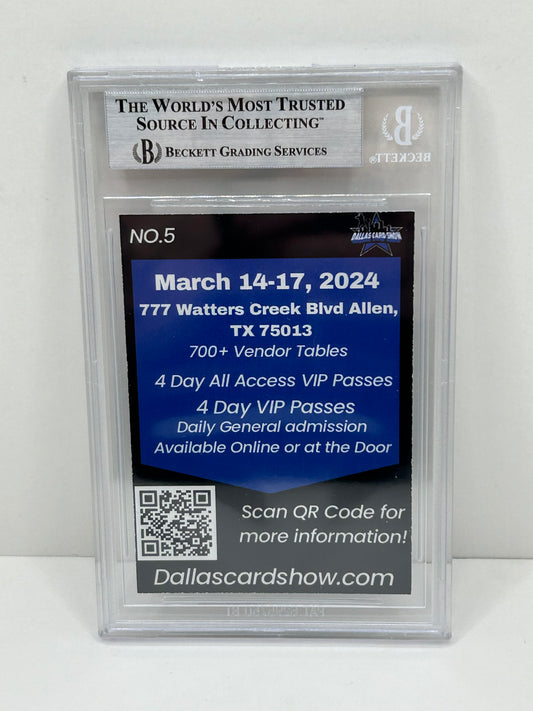 THE WORLD'S MOST TRUSTED
SOURCE IN COLLECTING™
B BECKETT GRADING SERVICES
B
BECKETT
NO.5
DALLAS CARD SHOW
March 14-17, 2024
777 Watters Creek Blvd Allen,
TX 75013
700+ Vendor Tables
4 Day All Access VIP Passes
4 Day VIP Passes
Daily General admission
Available Online or at the Door
Scan QR Code for
more information!
Dallascardshow.com